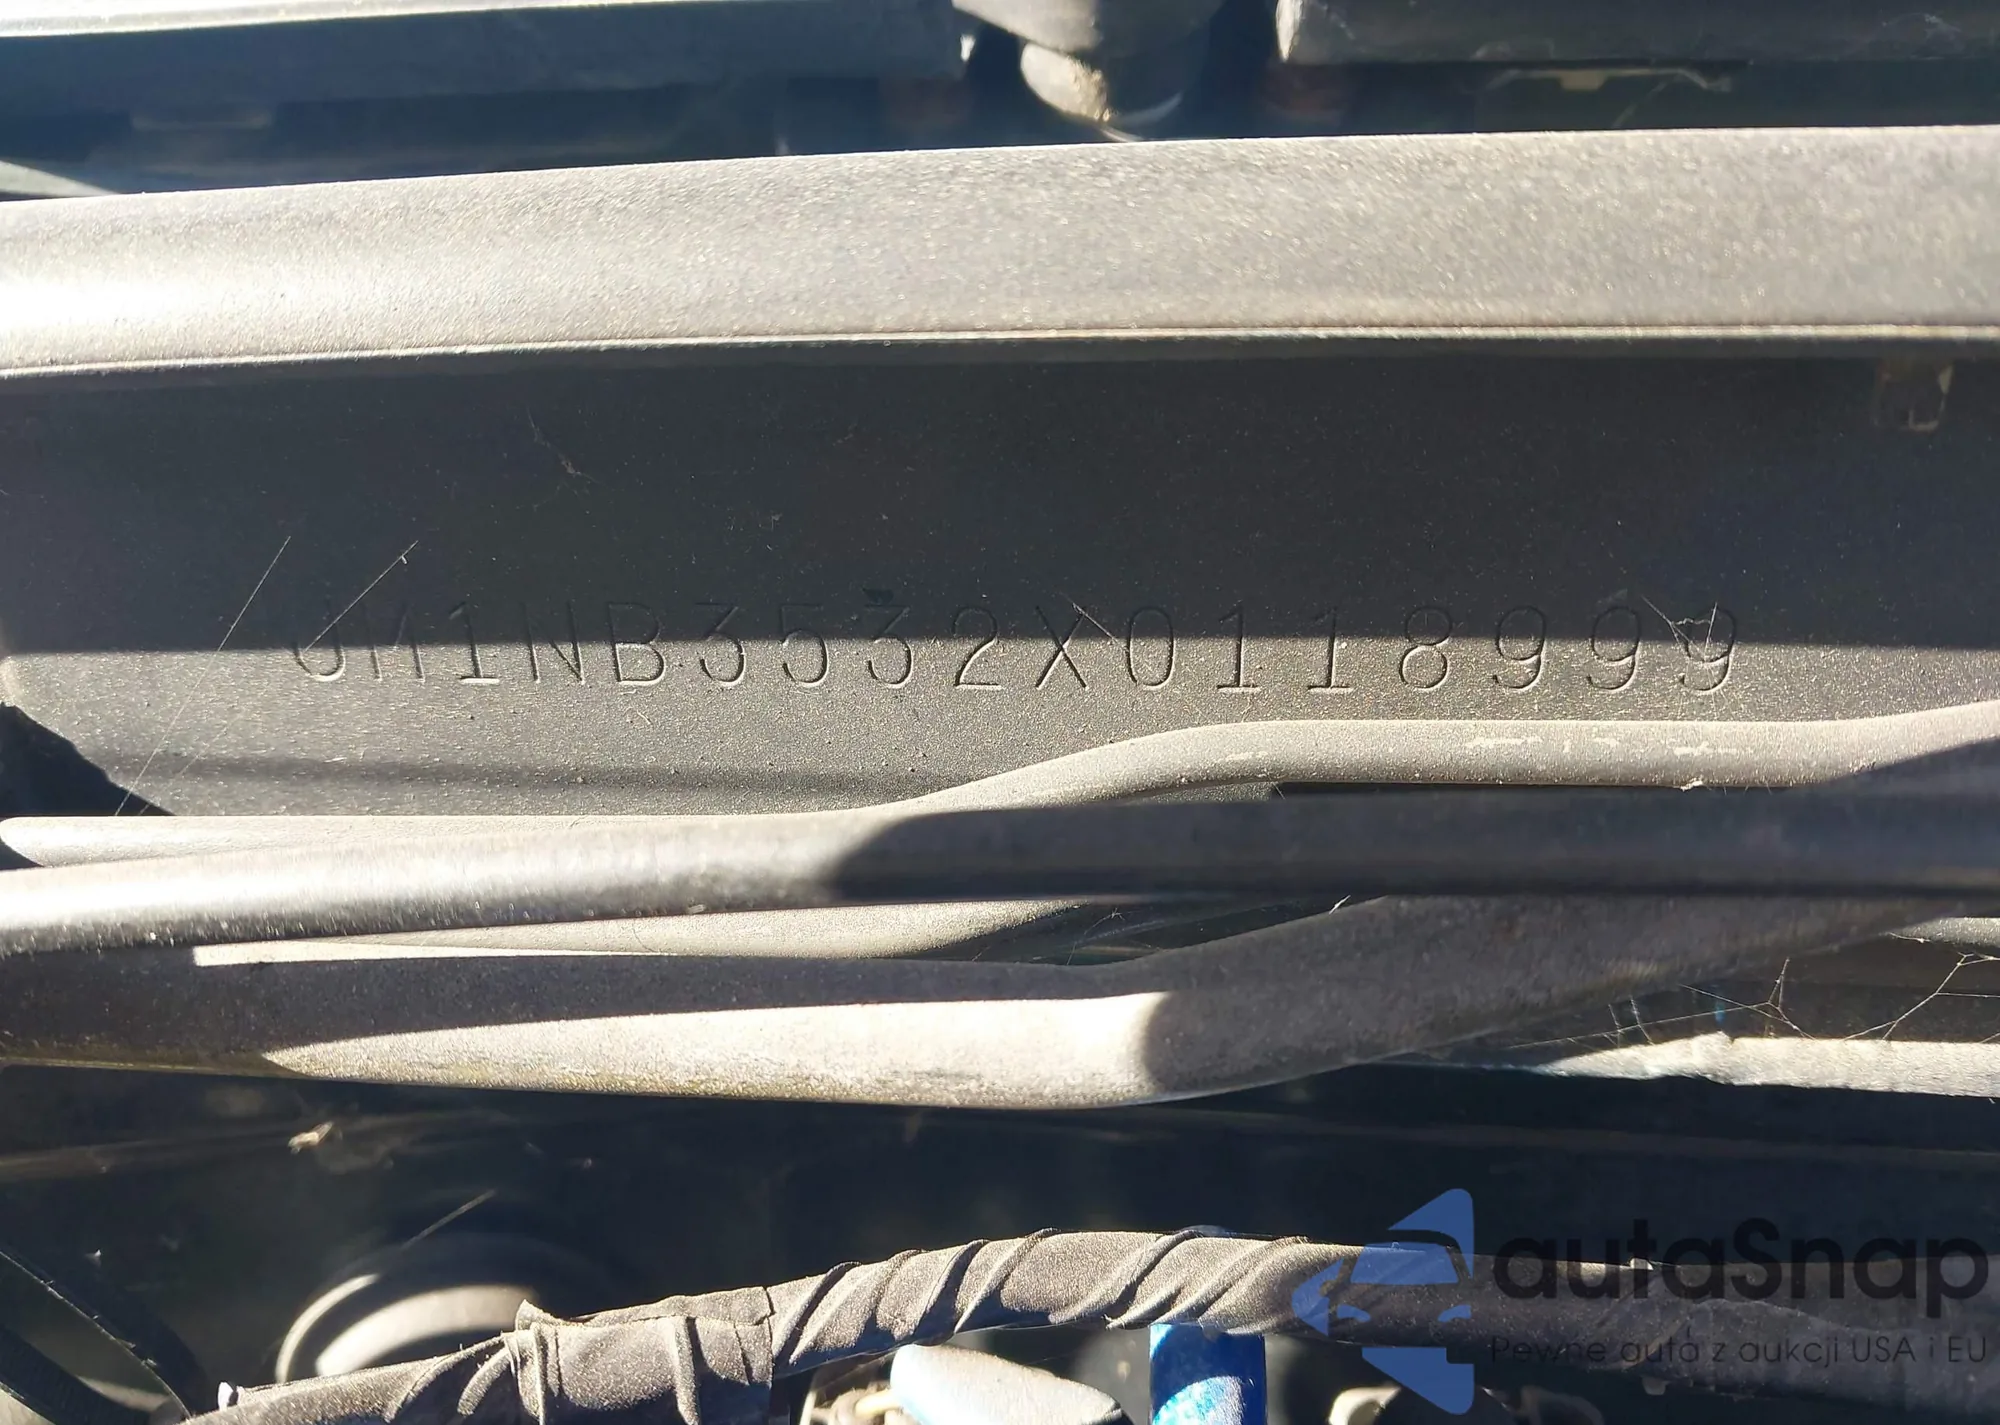 JM1NB3532X0118999
autaSnap
Pewne auta z aukcji USA i EU